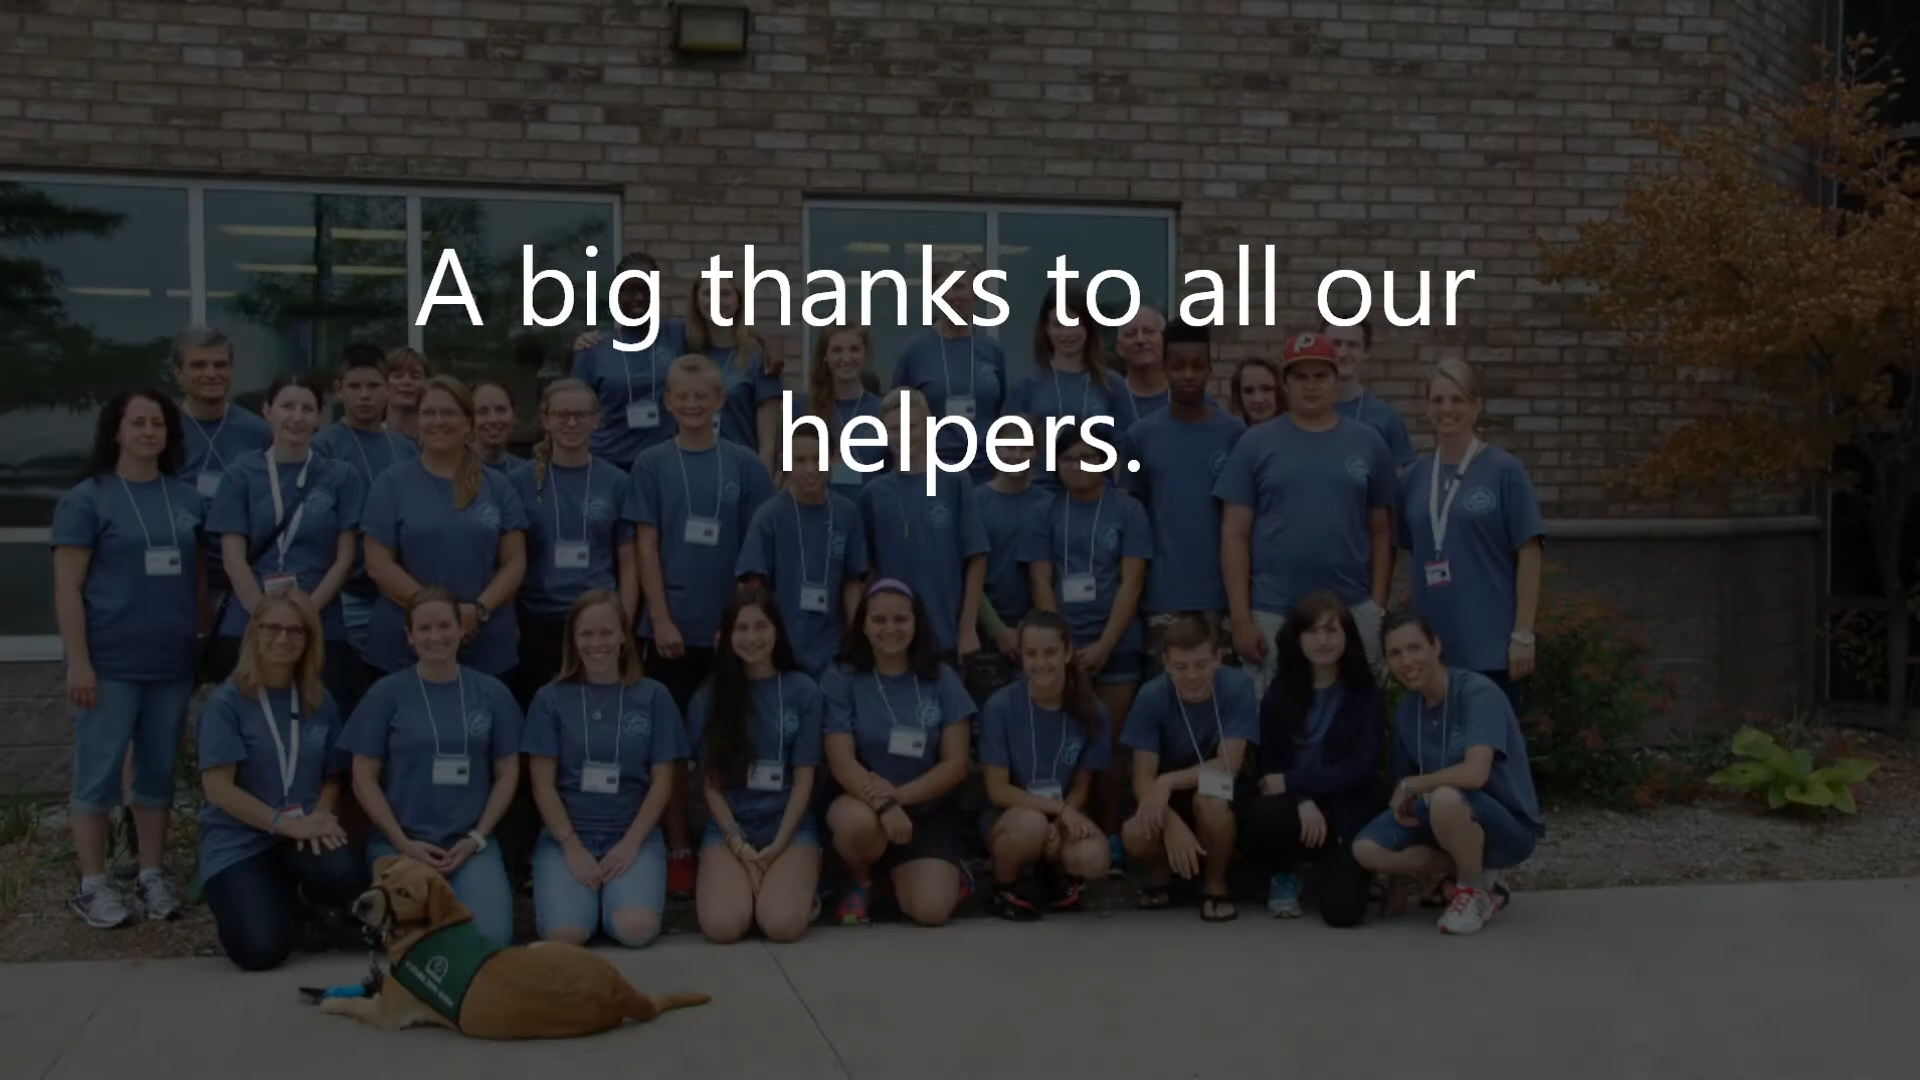 A big thanks to all our
helpers.
P